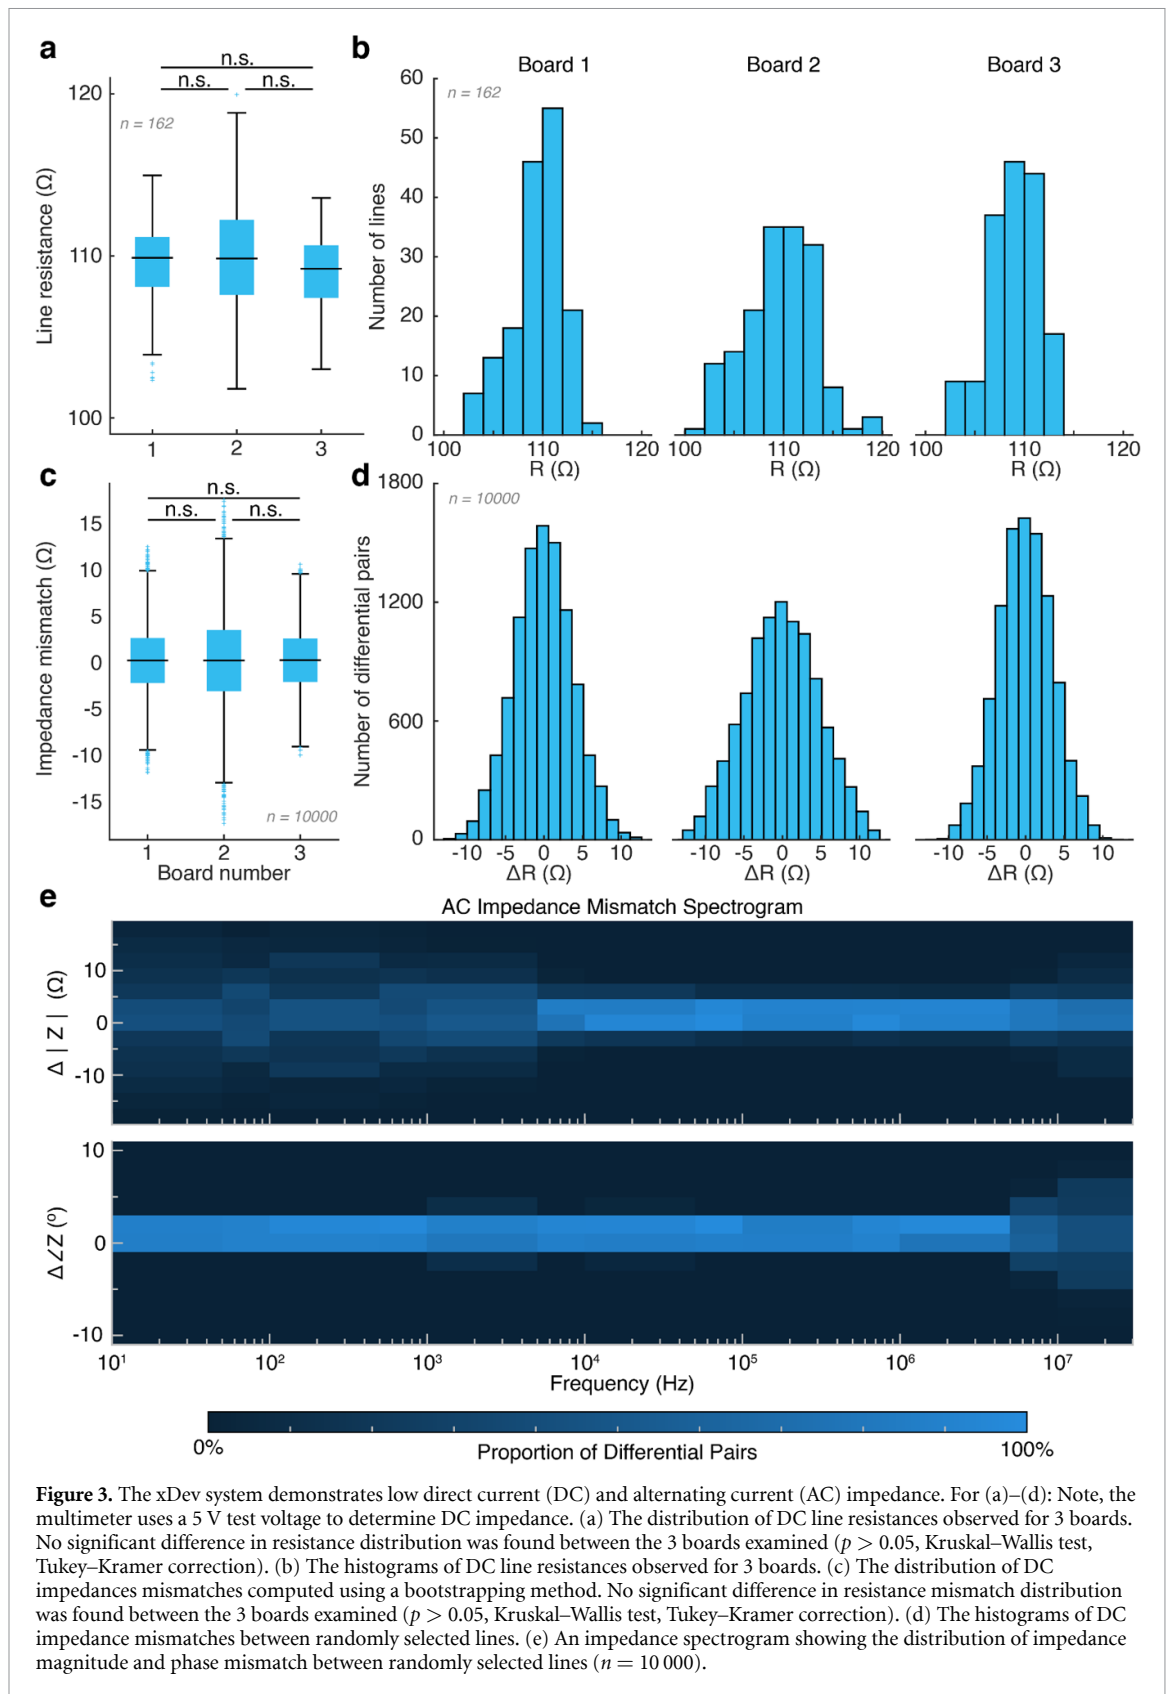 a
n.s.
n.s.
n.s.
n = 162
Line resistance (Ω)
120
110
100
1 2 3
b
Board 1 Board 2 Board 3
n = 162
Number of lines
60
50
40
30
20
10
0
100 110 120
100 110 120
100 110 120
R (Ω) R (Ω) R (Ω)
c
n.s.
n.s.
n.s.
Impedance mismatch (Ω)
15
10
5
0
-5
-10
-15
n = 10000
1 2 3
Board number
d
n = 10000
Number of differential pairs
1800
1200
600
0
-10 -5 0 5 10
-10 -5 0 5 10
-10 -5 0 5 10
ΔR (Ω) ΔR (Ω) ΔR (Ω)
e
AC Impedance Mismatch Spectrogram
Δ | Z | (Ω)
10
0
-10
Δ∠Z (º)
10
0
-10
10¹ 10² 10³ 10⁴ 10⁵ 10⁶ 10⁷
Frequency (Hz)
0% 100%
Proportion of Differential Pairs
Figure 3. The xDev system demonstrates low direct current (DC) and alternating current (AC) impedance. For (a)–(d): Note, the
multimeter uses a 5 V test voltage to determine DC impedance. (a) The distribution of DC line resistances observed for 3 boards.
No significant difference in resistance distribution was found between the 3 boards examined (p > 0.05, Kruskal–Wallis test,
Tukey–Kramer correction). (b) The histograms of DC line resistances observed for 3 boards. (c) The distribution of DC
impedances mismatches computed using a bootstrapping method. No significant difference in resistance mismatch distribution
was found between the 3 boards examined (p > 0.05, Kruskal–Wallis test, Tukey–Kramer correction). (d) The histograms of DC
impedance mismatches between randomly selected lines. (e) An impedance spectrogram showing the distribution of impedance
magnitude and phase mismatch between randomly selected lines (n = 10 000).